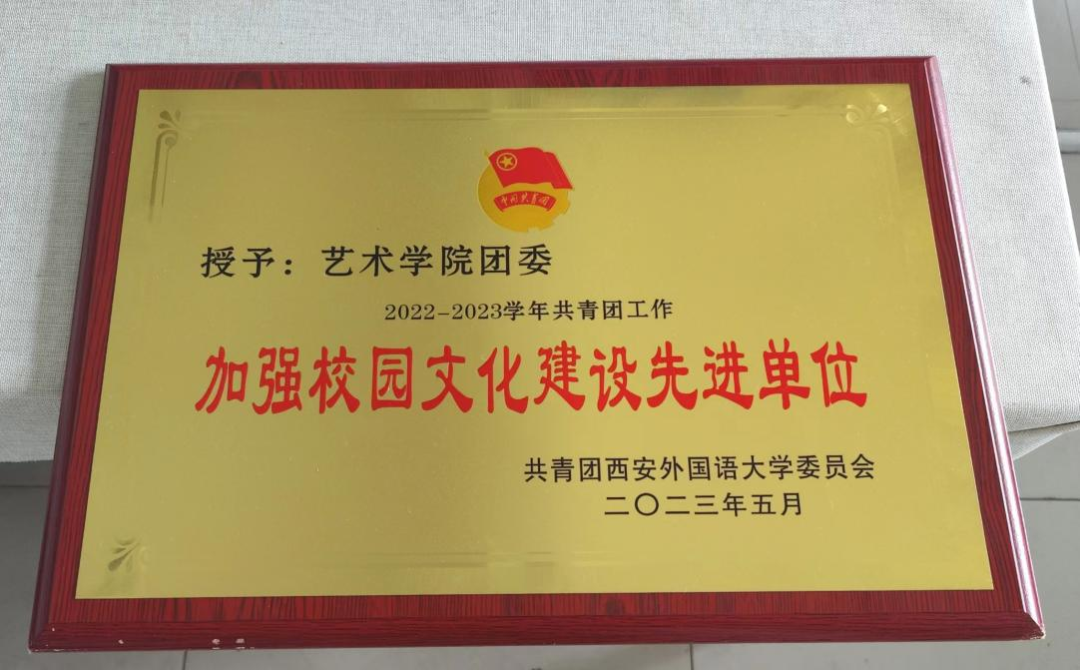 中国共青团
授予：艺术学院团委
2022-2023学年共青团工作
加强校园文化建设先进单位
共青团西安外国语大学委员会
二〇二三年五月